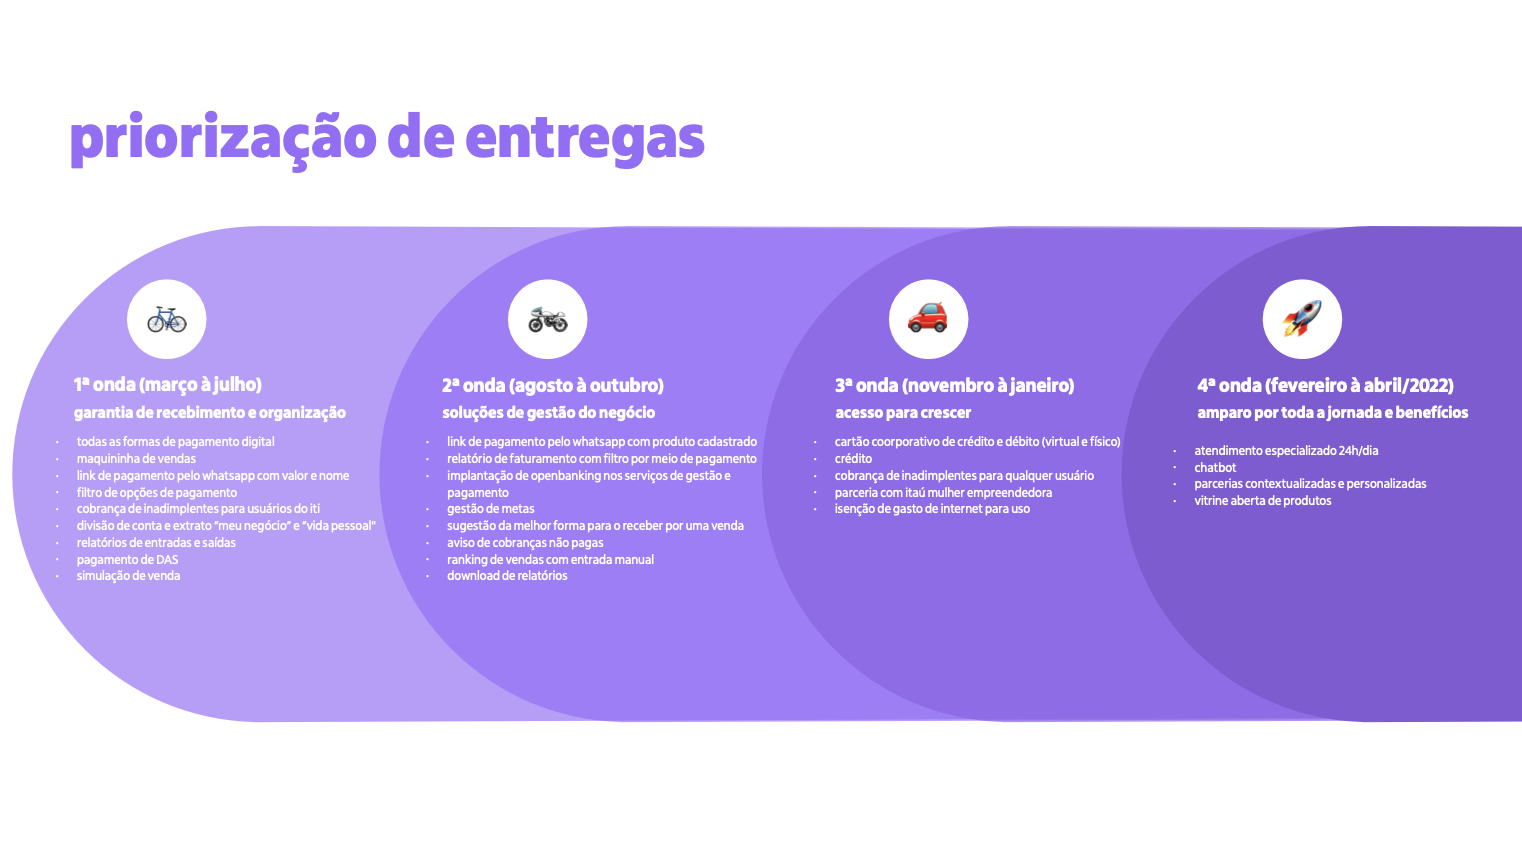 priorização de entregas
1ª onda (março à julho)
garantia de recebimento e organização
· todas as formas de pagamento digital
· maquininha de vendas
· link de pagamento pelo whatsapp com valor e nome
· filtro de opções de pagamento
· cobrança de inadimplentes para usuários do iti
· divisão de conta e extrato “meu negócio” e “vida pessoal"
· relatórios de entradas e saídas
· pagamento de DAS
· simulação de venda
2ª onda (agosto à outubro)
soluções de gestão do negócio
· link de pagamento pelo whatsapp com produto cadastrado
· relatório de faturamento com filtro por meio de pagamento
· implantação de openbanking nos serviços de gestão e
pagamento
· gestão de metas
· sugestão da melhor forma para o receber por uma venda
· aviso de cobranças não pagas
· ranking de vendas com entrada manual
· download de relatórios
3ª onda (novembro à janeiro)
acesso para crescer
· cartão coorporativo de crédito e débito (virtual e físico)
· crédito
· cobrança de inadimplentes para qualquer usuário
· parceria com itaú mulher empreendedora
· isenção de gasto de internet para uso
4ª onda (fevereiro à abril/2022)
amparo por toda a jornada e benefícios
· atendimento especializado 24h/dia
· chatbot
· parcerias contextualizadas e personalizadas
· vitrine aberta de produtos